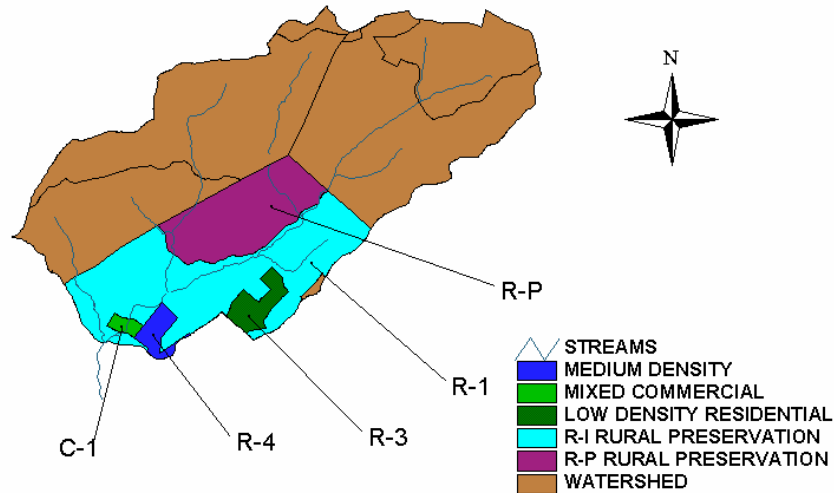 N
R-P
R-1
R-3
R-4
C-1
STREAMS
MEDIUM DENSITY
MIXED COMMERCIAL
LOW DENSITY RESIDENTIAL
R-I RURAL PRESERVATION
R-P RURAL PRESERVATION
WATERSHED